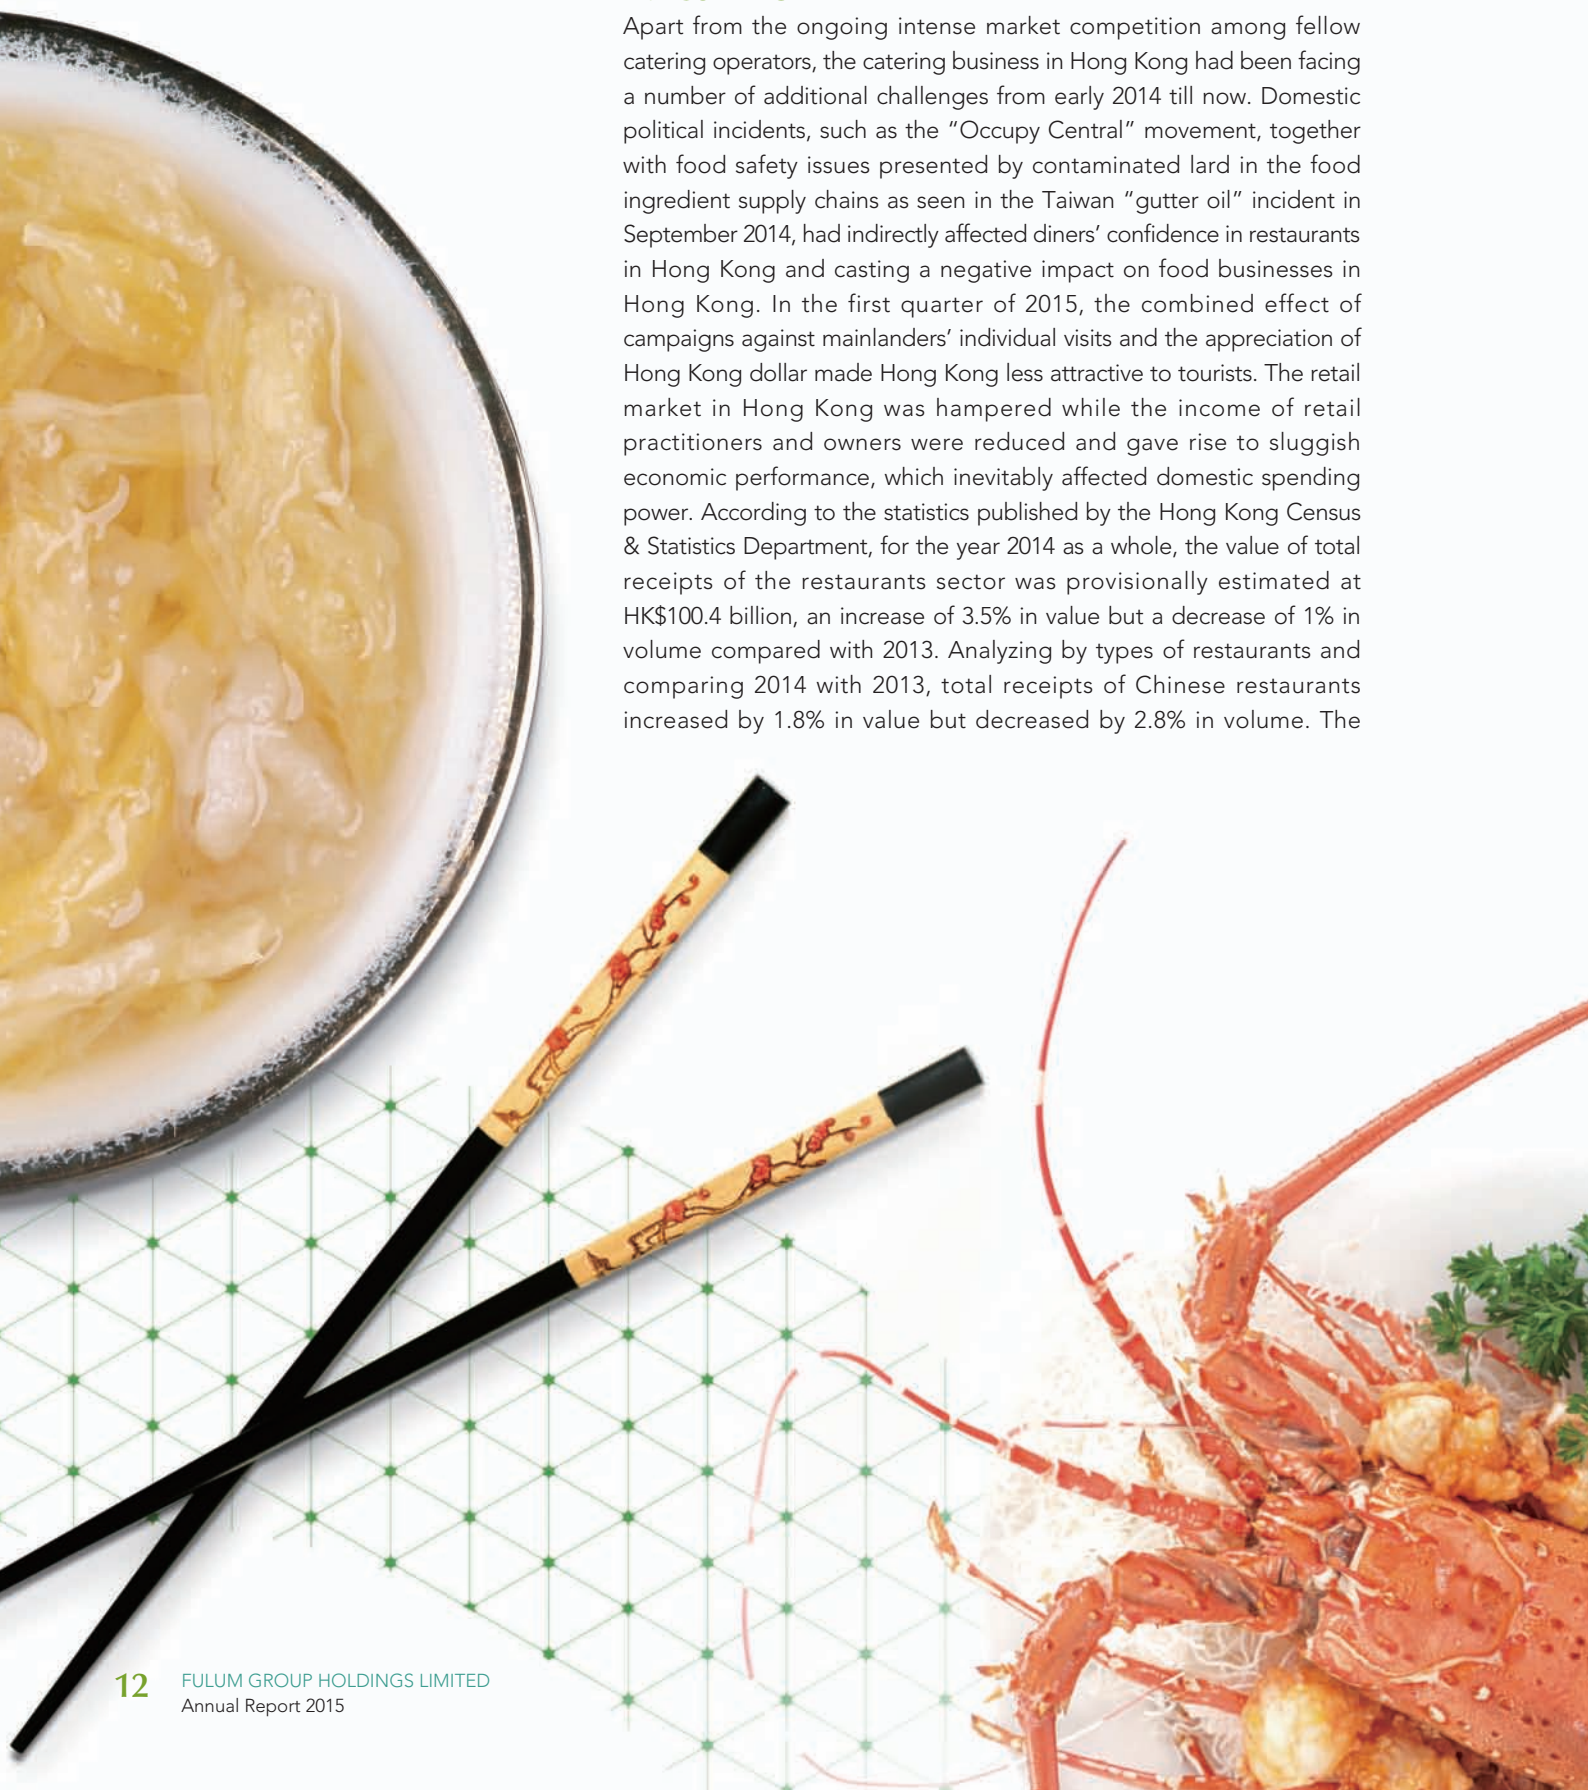 Apart from the ongoing intense market competition among fellow
catering operators, the catering business in Hong Kong had been facing
a number of additional challenges from early 2014 till now. Domestic
political incidents, such as the “Occupy Central” movement, together
with food safety issues presented by contaminated lard in the food
ingredient supply chains as seen in the Taiwan “gutter oil” incident in
September 2014, had indirectly affected diners’ confidence in restaurants
in Hong Kong and casting a negative impact on food businesses in
Hong Kong. In the first quarter of 2015, the combined effect of
campaigns against mainlanders’ individual visits and the appreciation of
Hong Kong dollar made Hong Kong less attractive to tourists. The retail
market in Hong Kong was hampered while the income of retail
practitioners and owners were reduced and gave rise to sluggish
economic performance, which inevitably affected domestic spending
power. According to the statistics published by the Hong Kong Census
& Statistics Department, for the year 2014 as a whole, the value of total
receipts of the restaurants sector was provisionally estimated at
HK$100.4 billion, an increase of 3.5% in value but a decrease of 1% in
volume compared with 2013. Analyzing by types of restaurants and
comparing 2014 with 2013, total receipts of Chinese restaurants
increased by 1.8% in value but decreased by 2.8% in volume. The
12 FULUM GROUP HOLDINGS LIMITED
Annual Report 2015